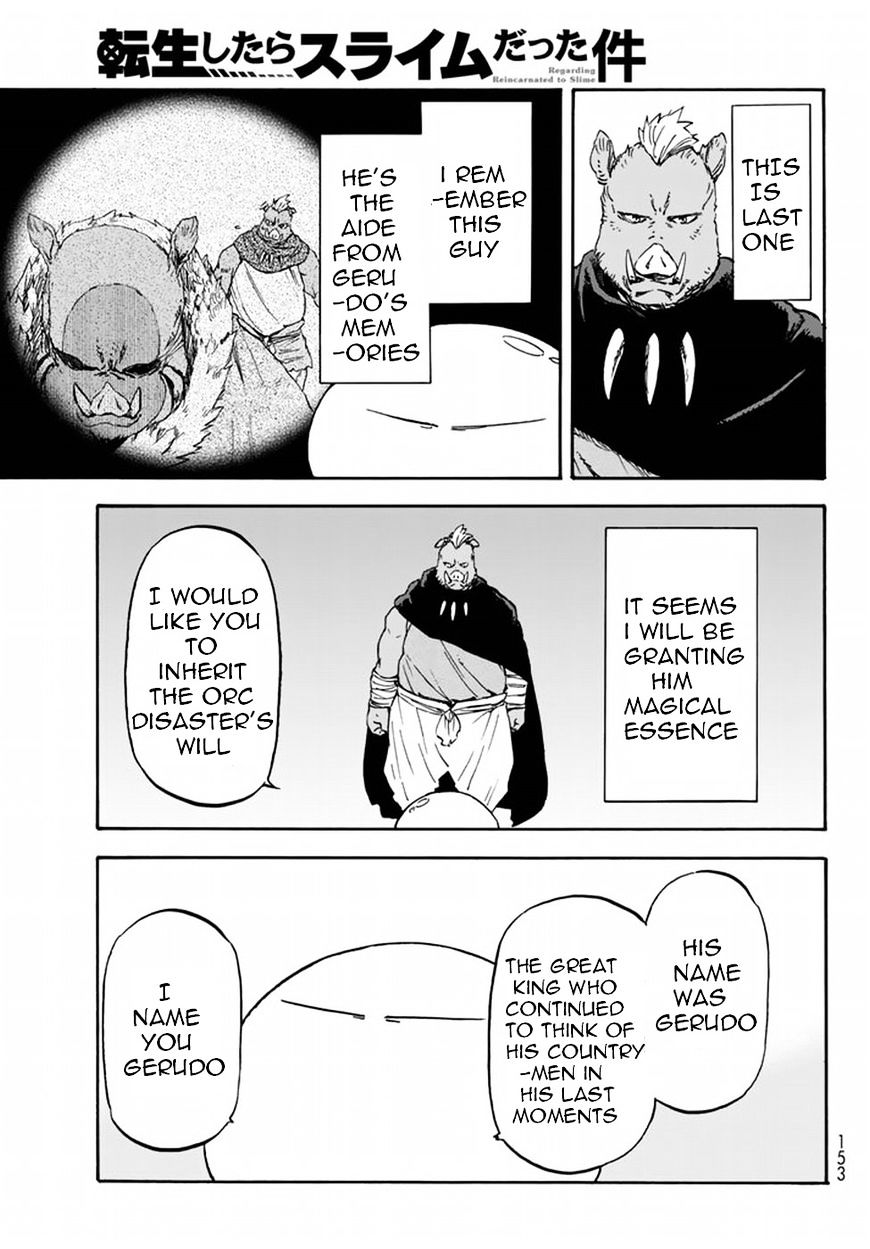 転生したらスライムだった件
Regarding
Reincarnated to Slime
THIS
IS
LAST
ONE
I REM
-EMBER
THIS
GUY
HE'S
THE
AIDE
FROM
GERU
-DO'S
MEM
-ORIES
IT SEEMS
I WILL BE
GRANTING
HIM
MAGICAL
ESSENCE
I WOULD
LIKE YOU
TO
INHERIT
THE ORC
DISASTER'S
WILL
HIS
NAME
WAS
GERUDO
THE GREAT
KING WHO
CONTINUED
TO THINK OF
HIS COUNTRY
-MEN IN
HIS LAST
MOMENTS
I
NAME
YOU
GERUDO
153